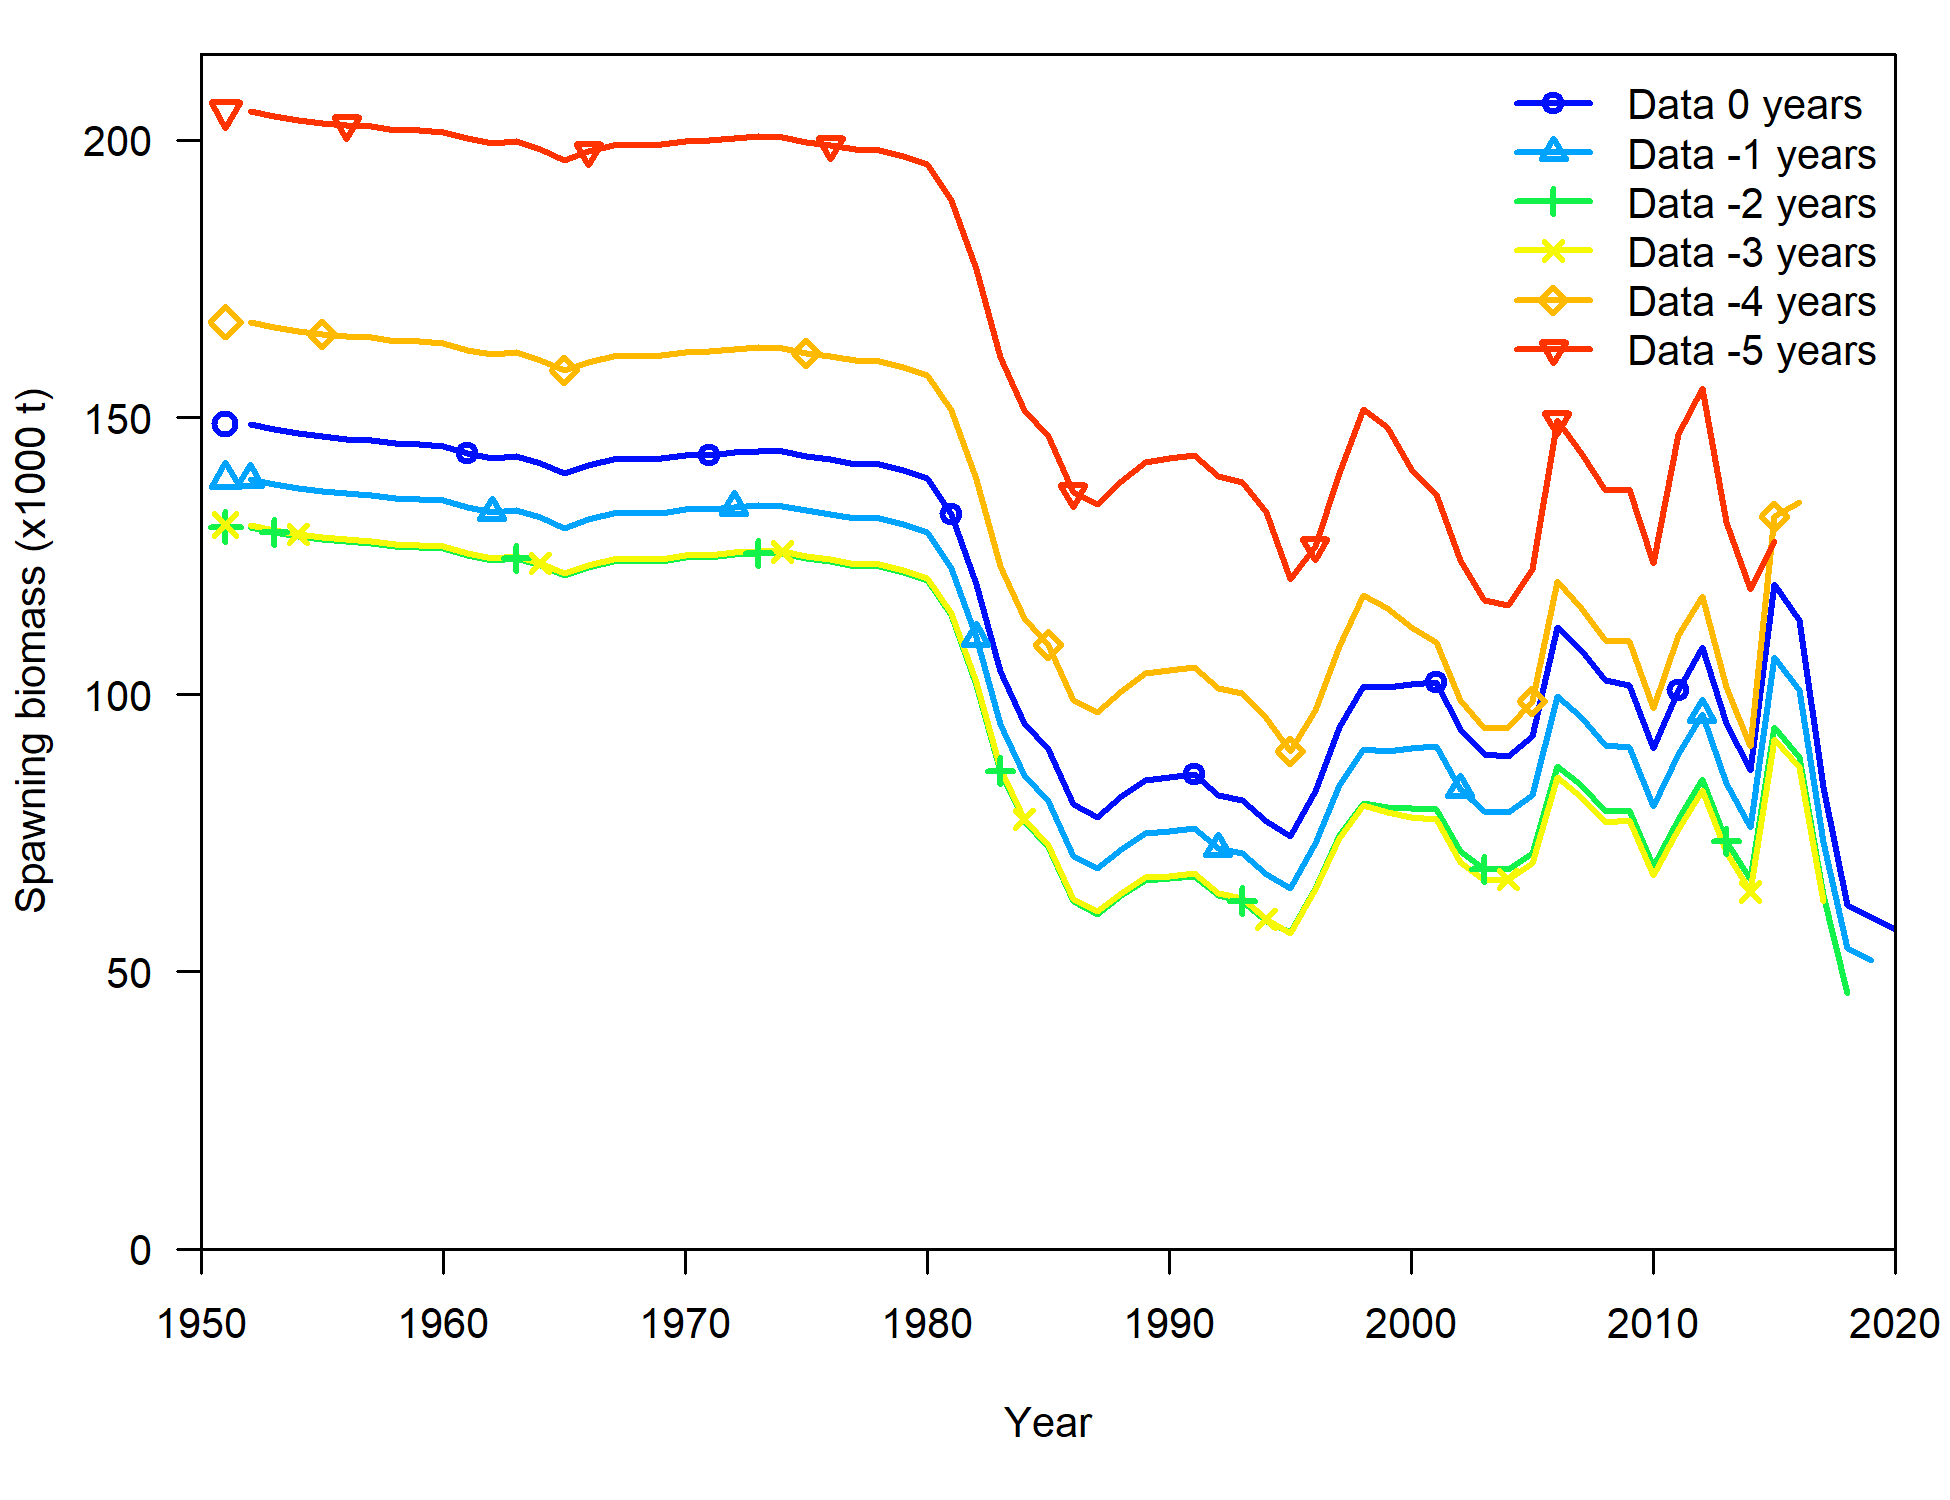 Data 0 years
Data -1 years
Data -2 years
Data -3 years
Data -4 years
Data -5 years
200
150
100
50
0
Spawning biomass (x1000 t)
1950 1960 1970 1980 1990 2000 2010 2020
Year